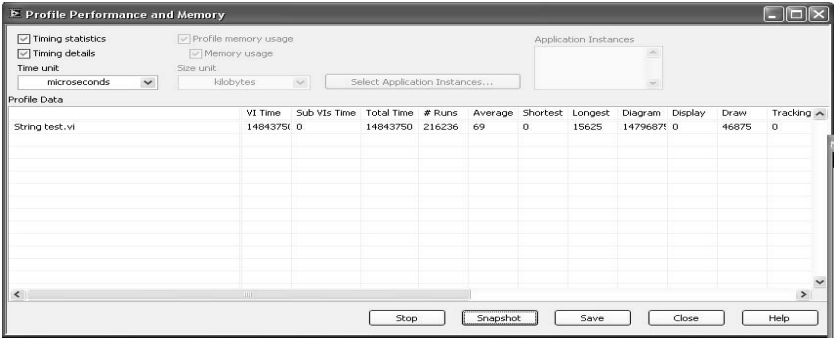 Profile Performance and Memory
Timing statistics
Timing details
Time unit
microseconds
Profile memory usage
Memory usage
Size unit
kilobytes
Select Application Instances...
Application Instances
Profile Data
VI Time Sub VIs Time Total Time # Runs Average Shortest Longest Diagram Display Draw Tracking
String test.vi 14843750 0 14843750 216236 69 0 15625 14796875 0 46875 0
Stop Snapshot Save Close Help